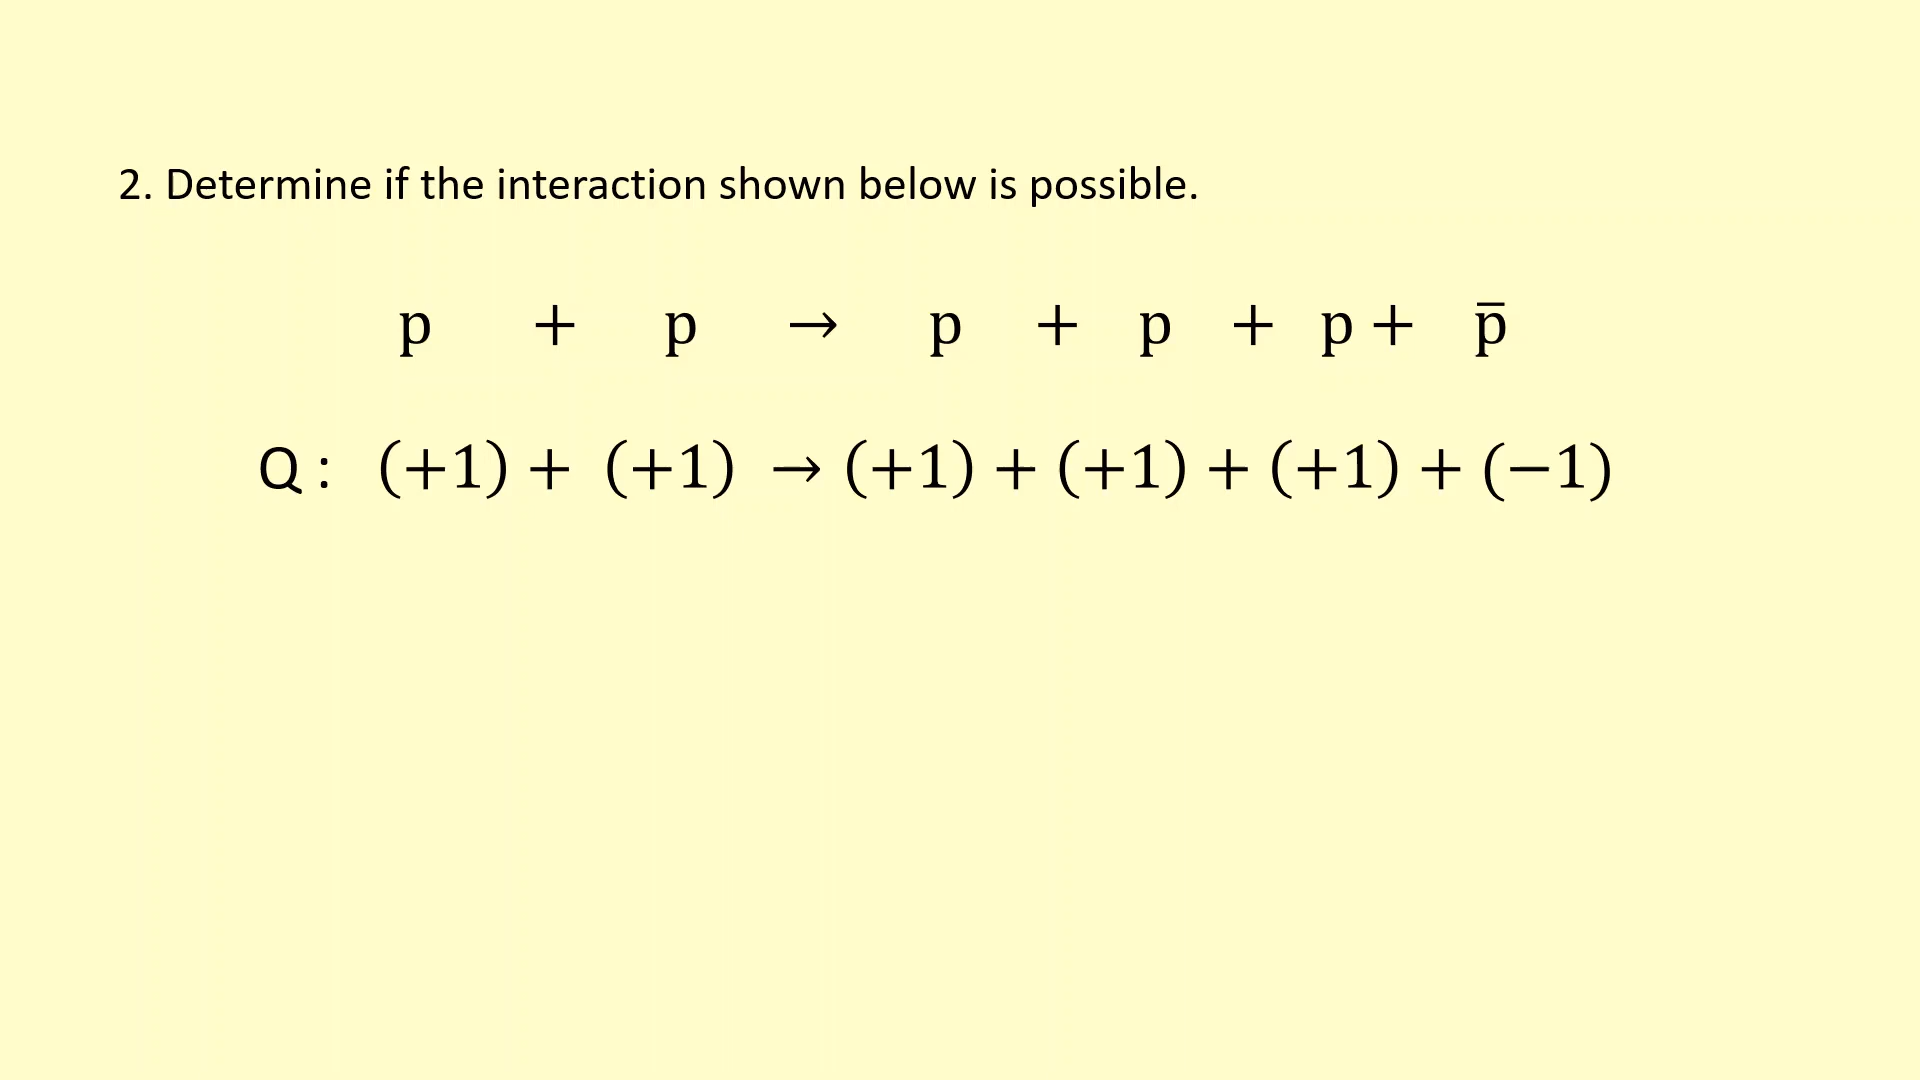 2. Determine if the interaction shown below is possible.
p + p → p + p + p + p̅
Q : (+1) + (+1) → (+1) + (+1) + (+1) + (−1)